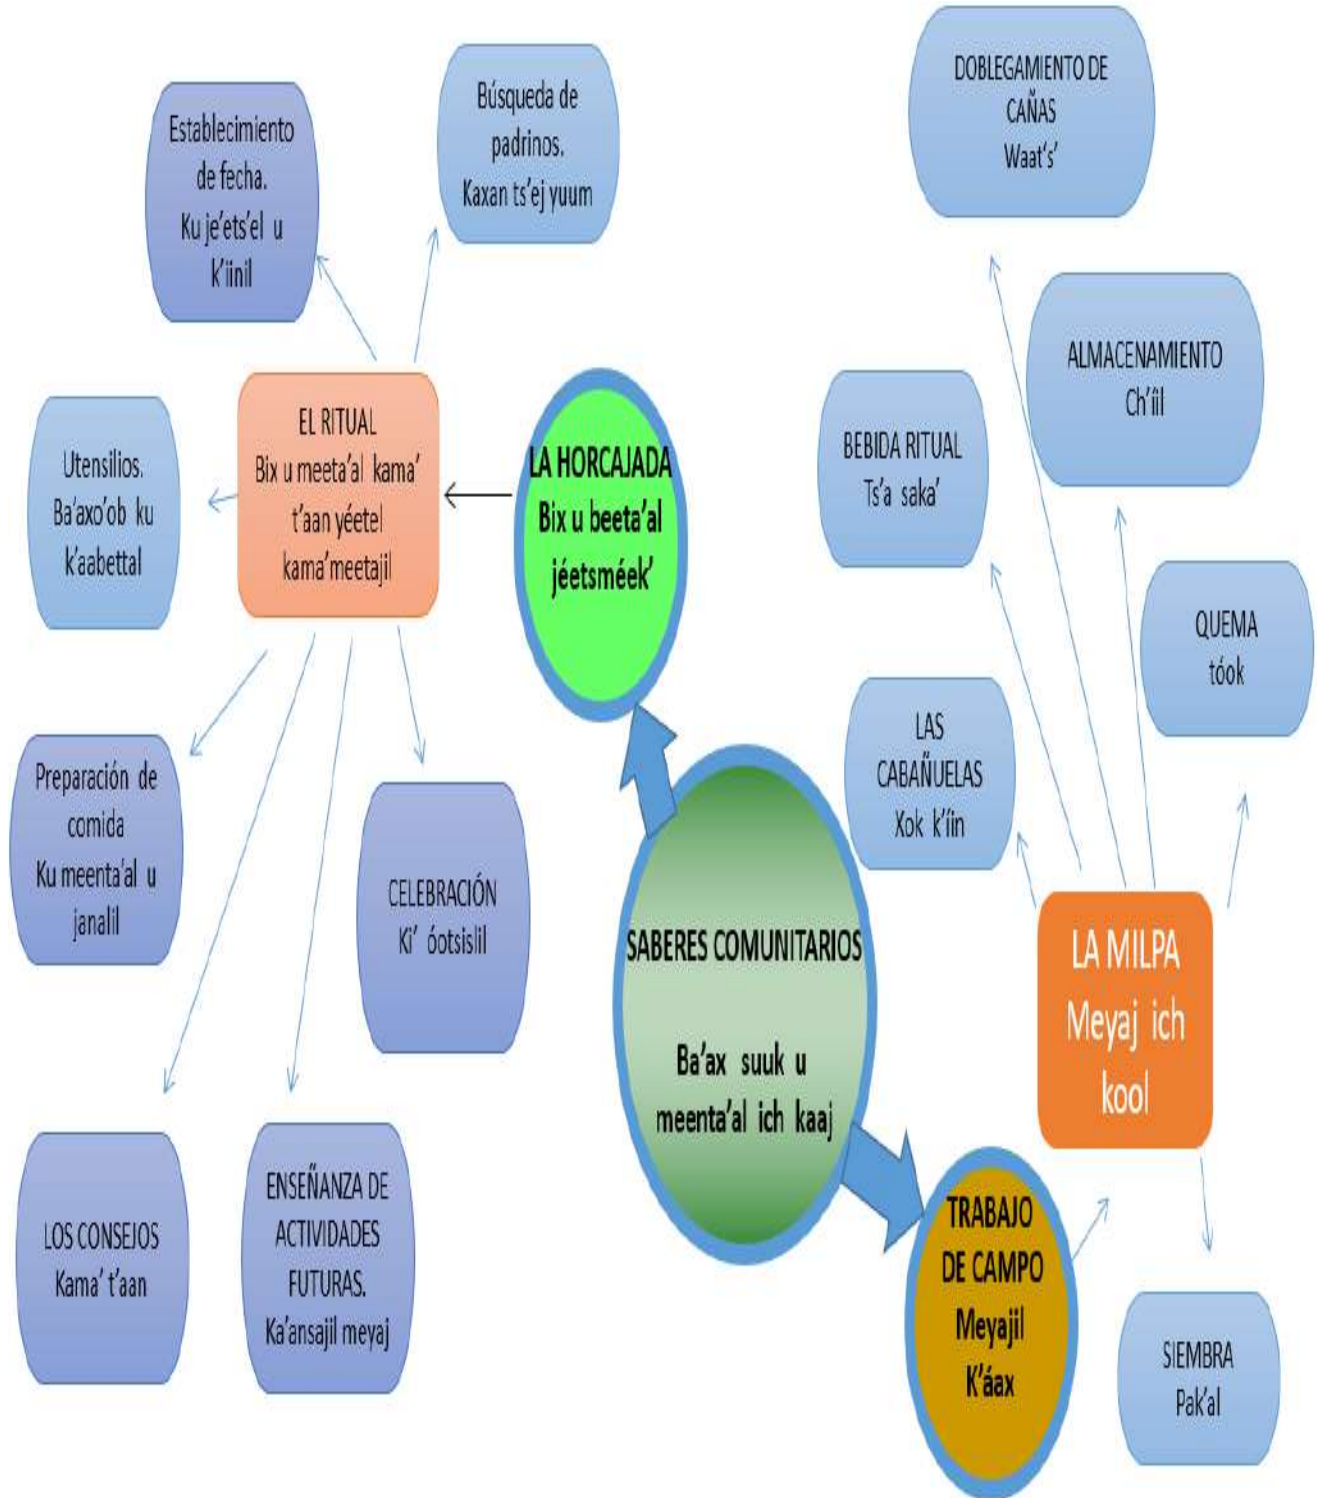 Establecimiento
de fecha.
Ku je'ets'el u
k'iinil
Búsqueda de
padrinos.
Kaxan ts'ej yuum
DOBLEGAMIENTO DE
CAÑAS
Waat's'
ALMACENAMIENTO
Ch'íil
BEBIDA RITUAL
Ts'a saka'
QUEMA
tóok
LAS
CABAÑUELAS
Xok k'íin
Utensilios.
Ba'axo'ob ku
k'aabettal
EL RITUAL
Bix u meeta'al kama'
t'aan yéetel
kama'meetajil
LA HORCAJADA
Bix u beeta'al
jéetsméek'
Preparación de
comida
Ku meenta'al u
janalil
CELEBRACIÓN
Ki' óotsislil
SABERES COMUNITARIOS
Ba'ax suuk u
meenta'al ich kaaj
LA MILPA
Meyaj ich
kool
LOS CONSEJOS
Kama' t'aan
ENSEÑANZA DE
ACTIVIDADES
FUTURAS.
Ka'ansajil meyaj
TRABAJO
DE CAMPO
Meyajil
K'áax
SIEMBRA
Pak'al